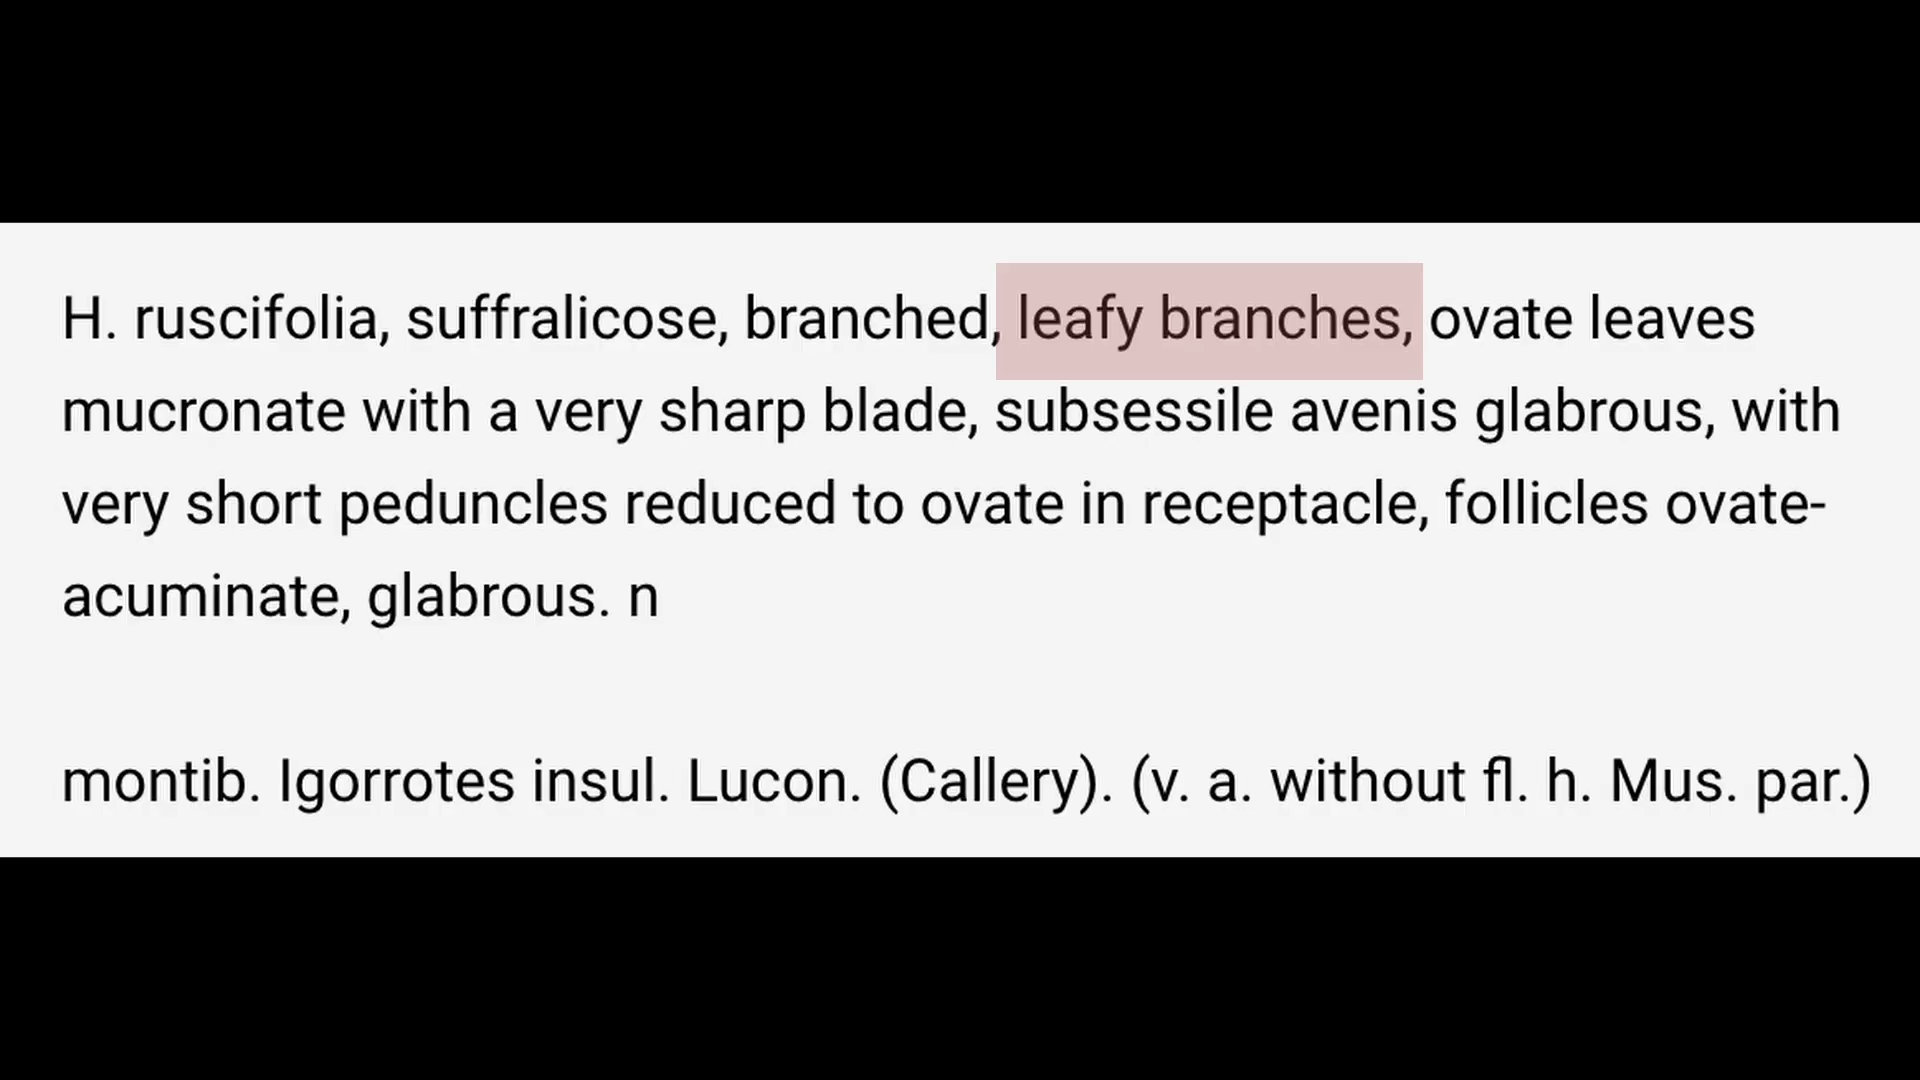 H. ruscifolia, suffralicose, branched, leafy branches, ovate leaves
mucronate with a very sharp blade, subsessile avenis glabrous, with
very short peduncles reduced to ovate in receptacle, follicles ovate-
acuminate, glabrous. n
montib. Igorrotes insul. Lucon. (Callery). (v. a. without fl. h. Mus. par.)